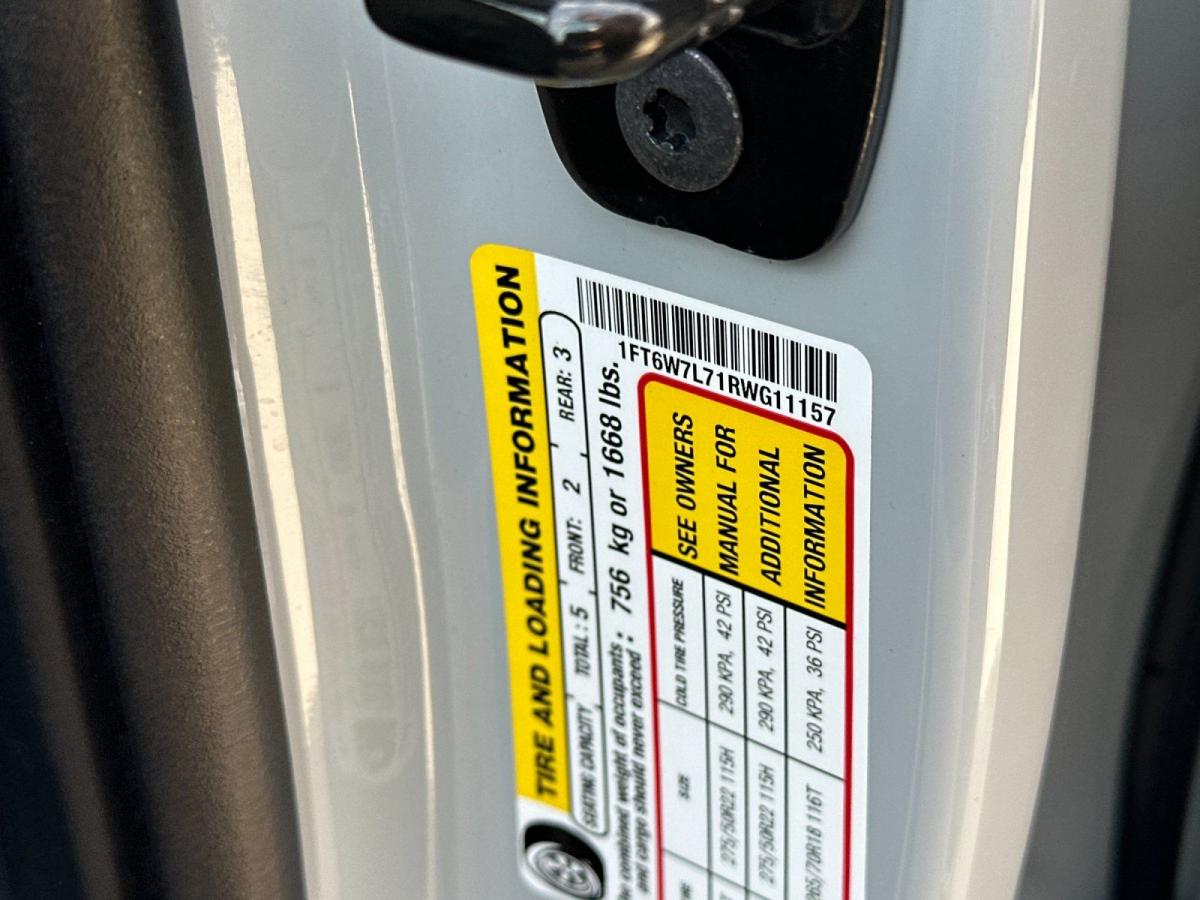 1FT6W7L71RWG11157
TIRE AND LOADING INFORMATION
SEATING CAPACITY TOTAL: 5 FRONT: 2 REAR: 3
combined weight of occupants : 756 kg or 1668 lbs.
and cargo should never exceed :
SIZE COLD TIRE PRESSURE
275/50R22 115H 290 KPA, 42 PSI
275/50R22 115H 290 KPA, 42 PSI
265/70R18 116T 250 KPA, 36 PSI
SEE OWNERS
MANUAL FOR
ADDITIONAL
INFORMATION